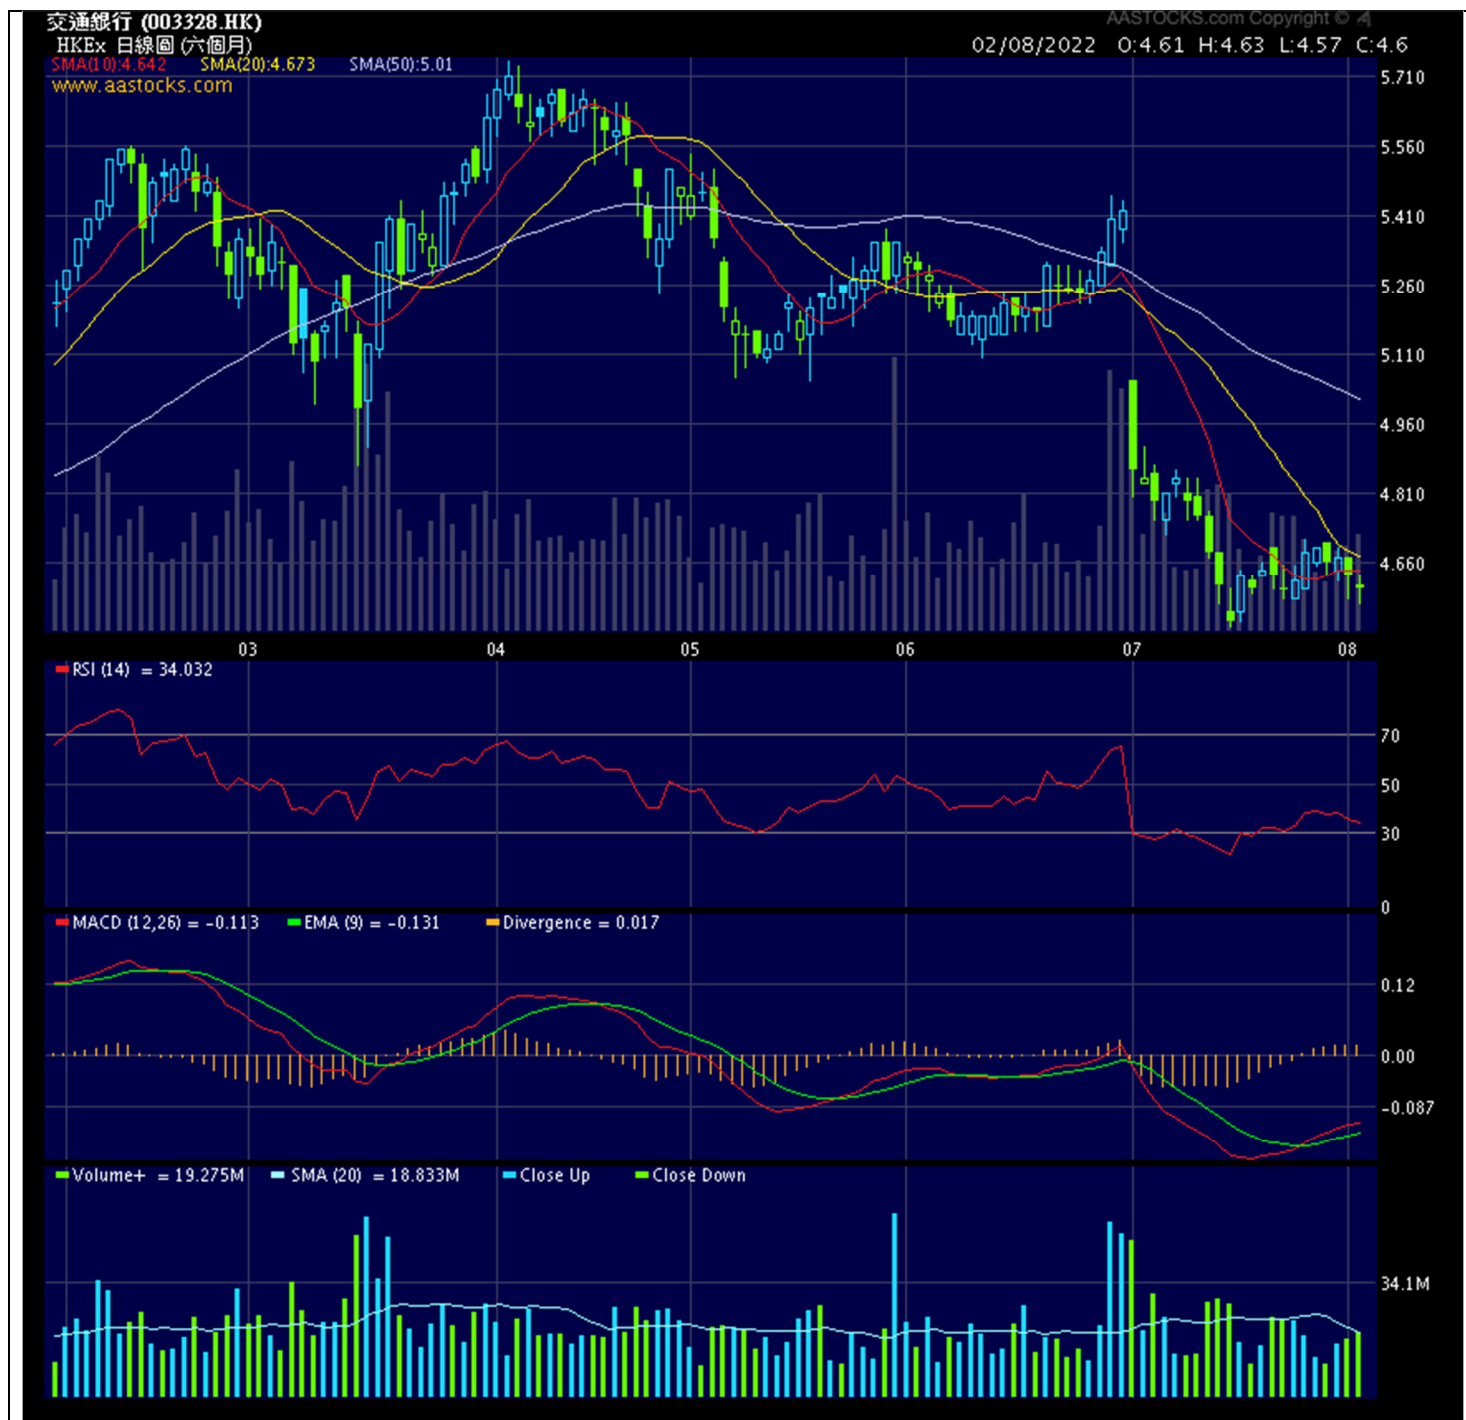 交通銀行 (003328.HK)
AASTOCKS.com Copyright ©
HKEx 日線圖 (六個月)
02/08/2022 O:4.61 H:4.63 L:4.57 C:4.6
SMA(10):4.642 SMA(20):4.673 SMA(50):5.01
www.aastocks.com
5.710
5.560
5.410
5.260
5.110
4.960
4.810
4.660
03 04 05 06 07 08
RSI (14) = 34.032
70
50
30
0
MACD (12,26) = -0.113 EMA (9) = -0.131 Divergence = 0.017
0.12
0.00
-0.087
Volume+ = 19.275M SMA (20) = 18.833M Close Up Close Down
34.1M